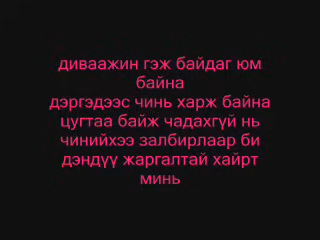 диваажин гэж байдаг юм
байна
дэргэдээс чинь харж байна
цугтаа байж чадахгүй нь
чинийхээ залбирлаар би
дэндүү жаргалтай хайрт
минь